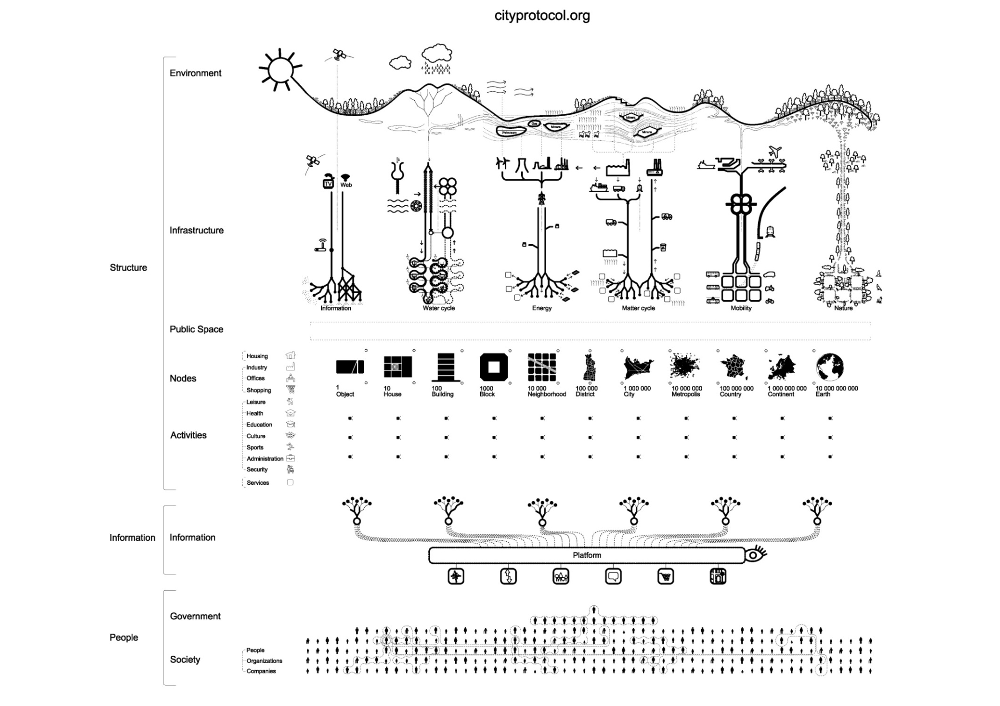 cityprotocol.org
Environment
Petroleum
Gas
Mineral
Mineral
Mineral
TV
Web
Infrastructure
Structure
Information
Water cycle
Energy
Matter cycle
Mobility
Nature
Public Space
Nodes
Housing
Industry
Offices
Shopping
1
Object
10
House
100
Building
1000
Block
10 000
Neighborhood
100 000
District
1 000 000
City
10 000 000
Metropolis
100 000 000
Country
1 000 000 000
Continent
10 000 000 000
Earth
Activities
Leisure
Health
Education
Culture
Sports
Administration
Security
Services
Information
Information
Platform
People
Government
Society
People
Organizations
Companies